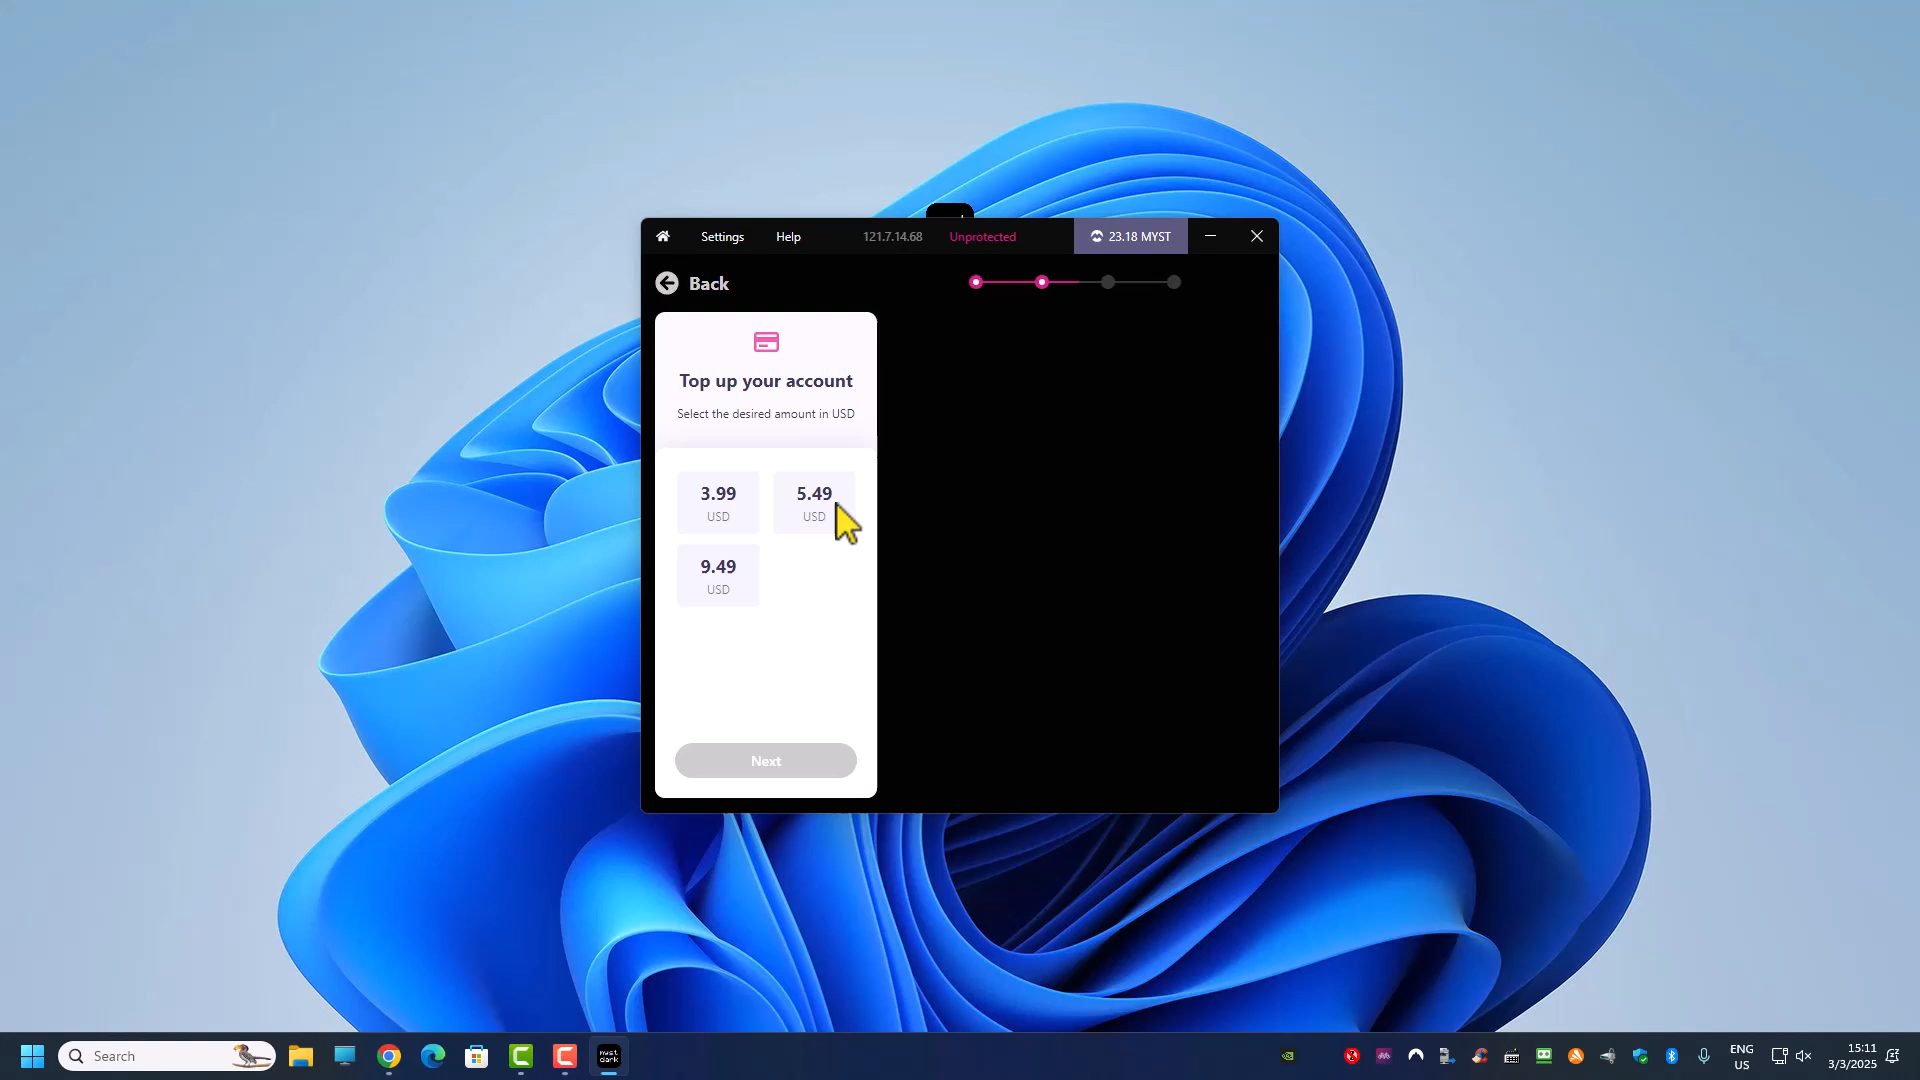 Settings Help 121.7.14.68 Unprotected 23.18 MYST
Back
Top up your account
Select the desired amount in USD
3.99 5.49
USD USD
9.49
USD
Next
Search
myst
dark
ENG
US
15:11
3/3/2025